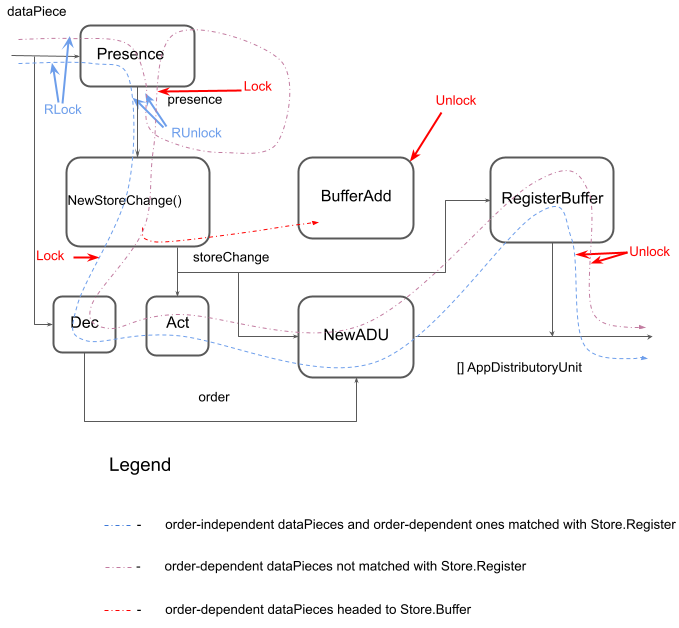 dataPiece
Presence
Lock
presence
RLock
RUnlock
Unlock
NewStoreChange()
BufferAdd
RegisterBuffer
Lock
storeChange
Unlock
Dec
Act
NewADU
[] AppDistributoryUnit
order
Legend
- order-independent dataPieces and order-dependent ones matched with Store.Register
- order-dependent dataPieces not matched with Store.Register
- order-dependent dataPieces headed to Store.Buffer